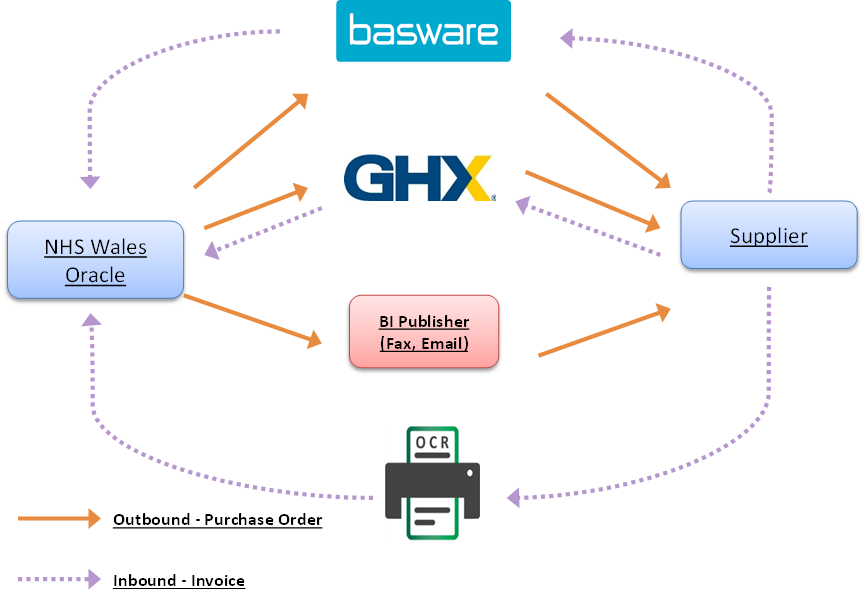 basware
GHX
NHS Wales
Oracle
Supplier
BI Publisher
(Fax, Email)
OCR
Outbound - Purchase Order
Inbound - Invoice